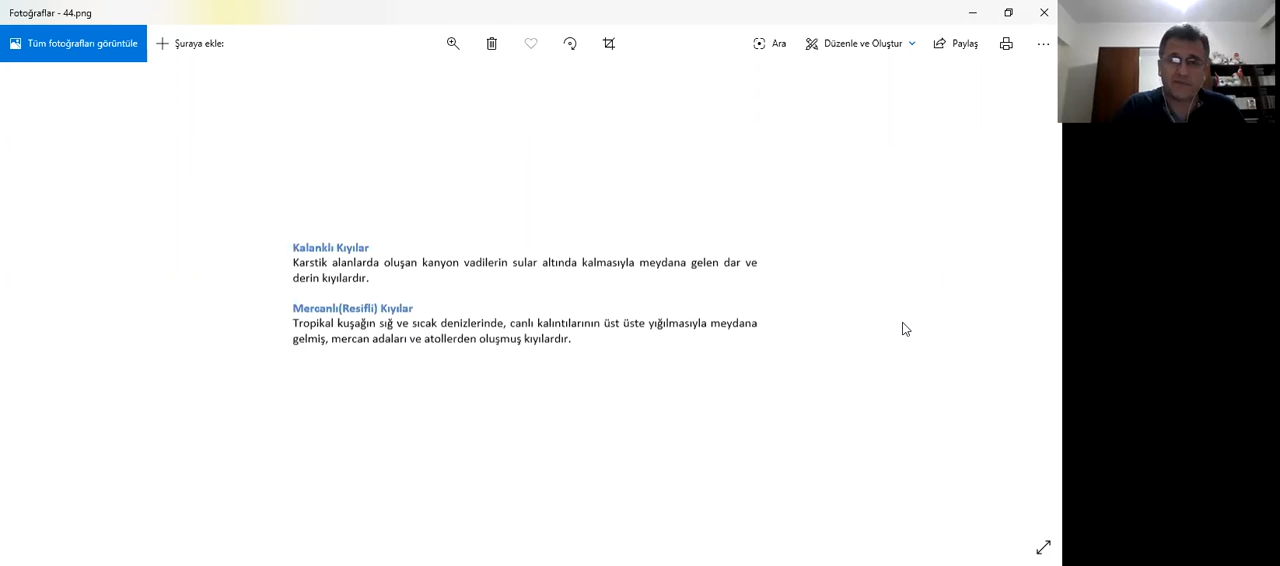 Fotoğraflar - 44.png
Tüm fotoğrafları görüntüle
Şuraya ekle:
Ara
Düzenle ve Oluştur
Paylaş
Kalanklı Kıyılar
Karstik alanlarda oluşan kanyon vadilerin sular altında kalmasıyla meydana gelen dar ve
derin kıyılardır.
Mercanlı(Resifli) Kıyılar
Tropikal kuşağın sığ ve sıcak denizlerinde, canlı kalıntılarının üst üste yığılmasıyla meydana
gelmiş, mercan adaları ve atollerden oluşmuş kıyılardır.